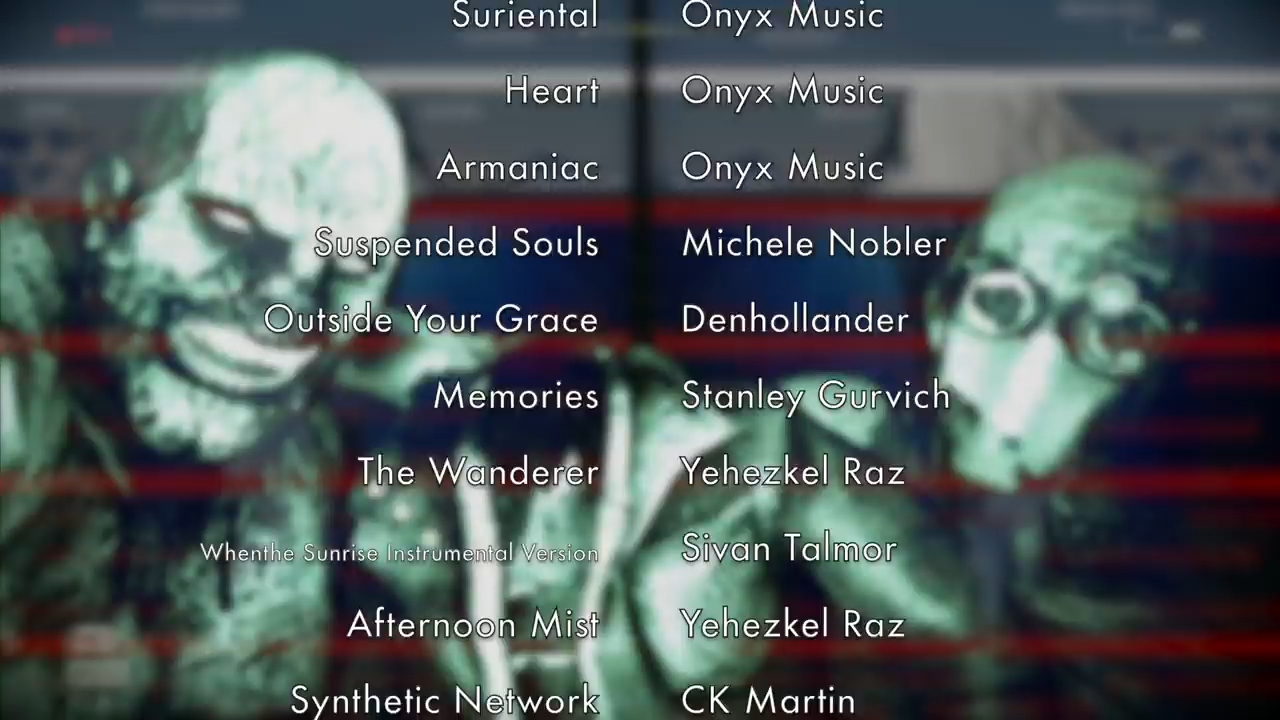 Suriental Onyx Music
Heart Onyx Music
Armaniac Onyx Music
Suspended Souls Michele Nobler
Outside Your Grace Denhollander
Memories Stanley Gurvich
The Wanderer Yehezkel Raz
Whenthe Sunrise Instrumental Version Sivan Talmor
Afternoon Mist Yehezkel Raz
Synthetic Network CK Martin